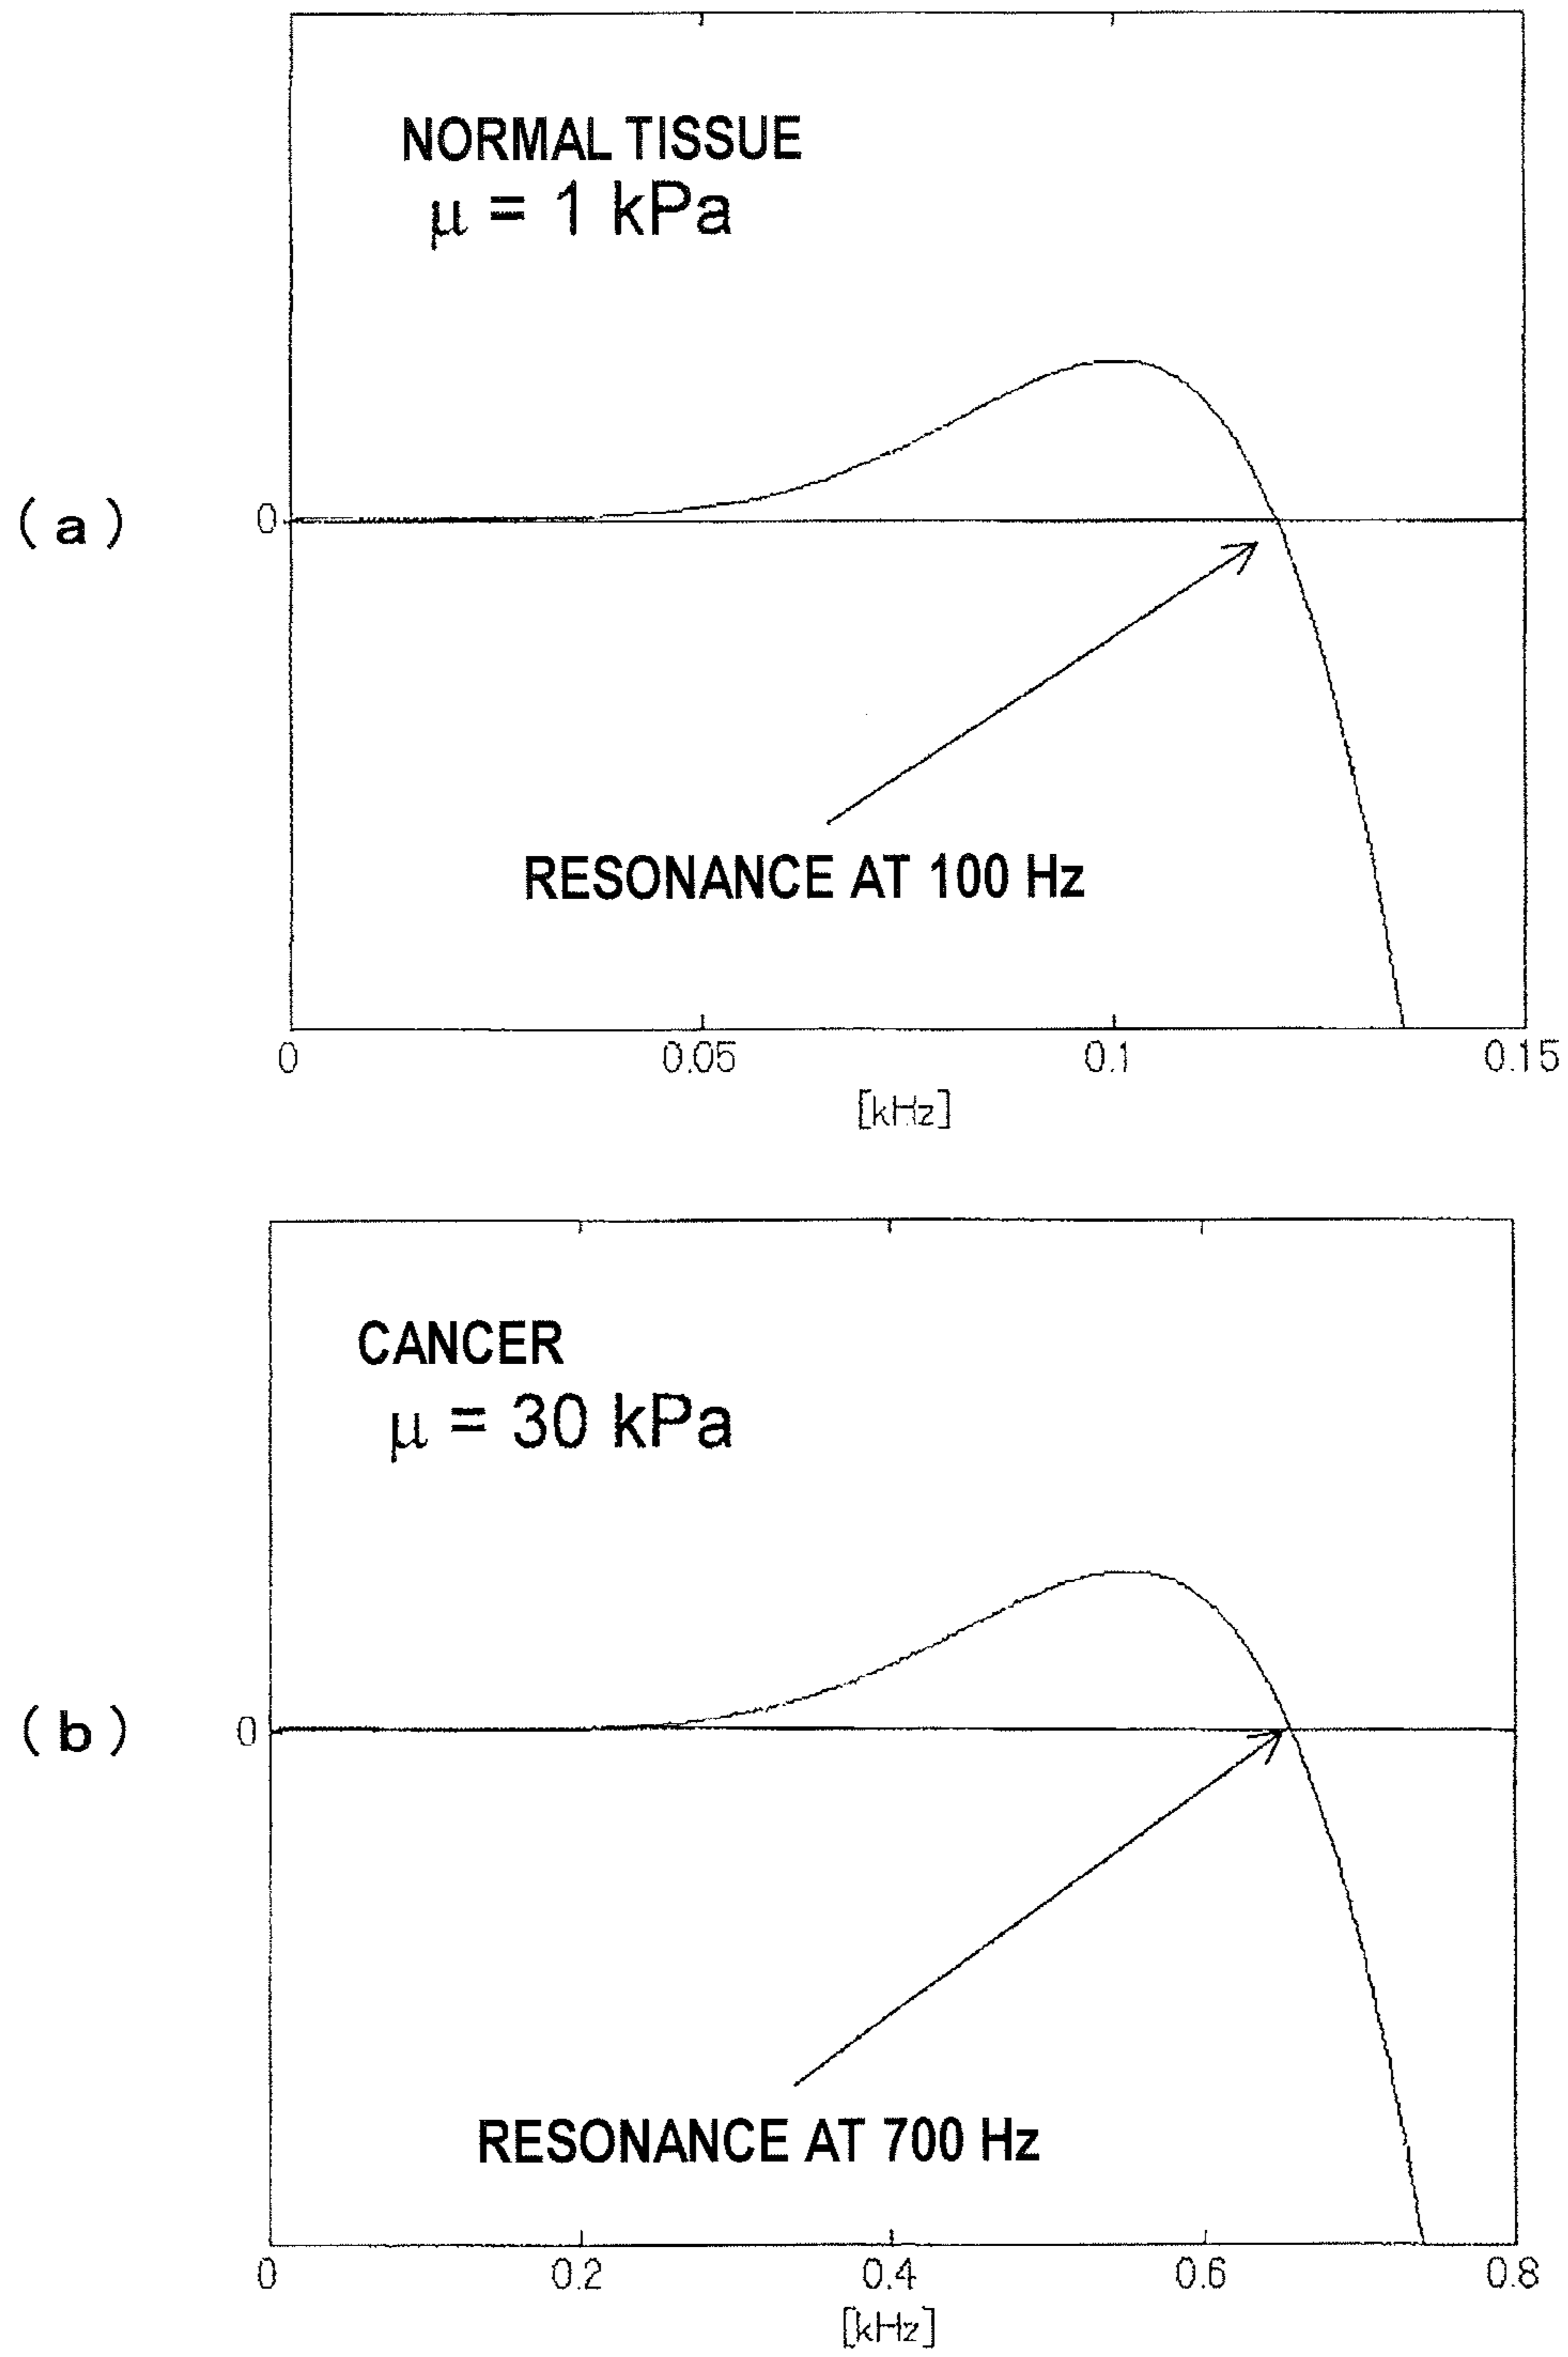 NORMAL TISSUE
μ = 1 kPa
(a)
0
RESONANCE AT 100 Hz
0 0.05 0.1 0.15
[kHz]
CANCER
μ = 30 kPa
(b)
0
RESONANCE AT 700 Hz
0 0.2 0.4 0.6 0.8
[kHz]